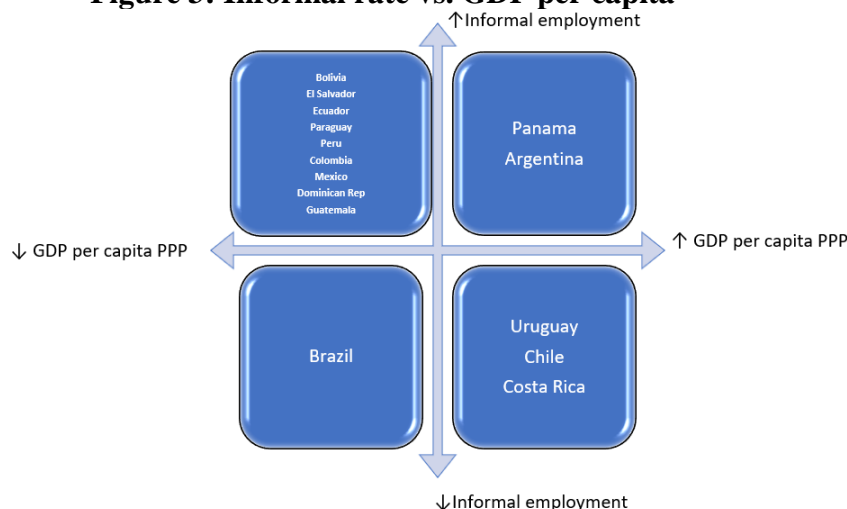 Figure 3: Informal rate vs. GDP per capita
↑Informal employment
Bolivia
El Salvador
Ecuador
Paraguay
Peru
Colombia
Mexico
Dominican Rep
Guatemala
Panama
Argentina
↓ GDP per capita PPP
↑ GDP per capita PPP
Brazil
Uruguay
Chile
Costa Rica
↓Informal employment